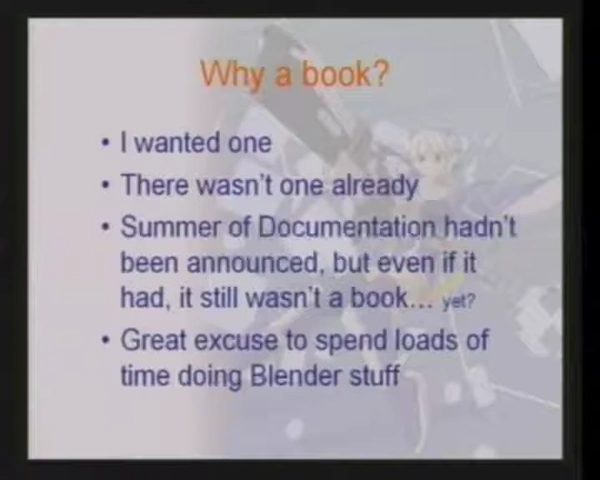 Why a book?
• I wanted one
• There wasn't one already
• Summer of Documentation hadn't
been announced, but even if it
had, it still wasn't a book... yet?
• Great excuse to spend loads of
time doing Blender stuff